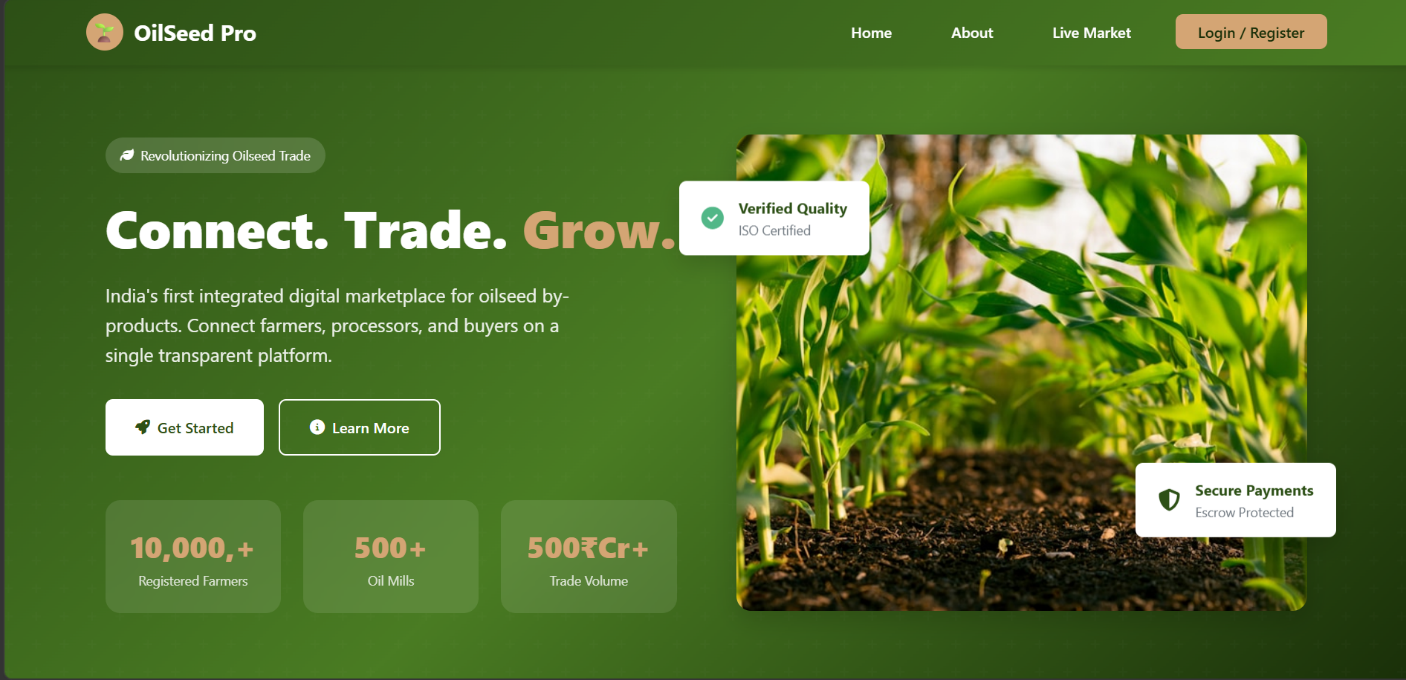 OilSeed Pro
Home
About
Live Market
Login / Register
Revolutionizing Oilseed Trade
Connect. Trade. Grow.
Verified Quality
ISO Certified
India's first integrated digital marketplace for oilseed by-
products. Connect farmers, processors, and buyers on a
single transparent platform.
Get Started
Learn More
Secure Payments
Escrow Protected
10,000,+
Registered Farmers
500+
Oil Mills
500₹Cr+
Trade Volume